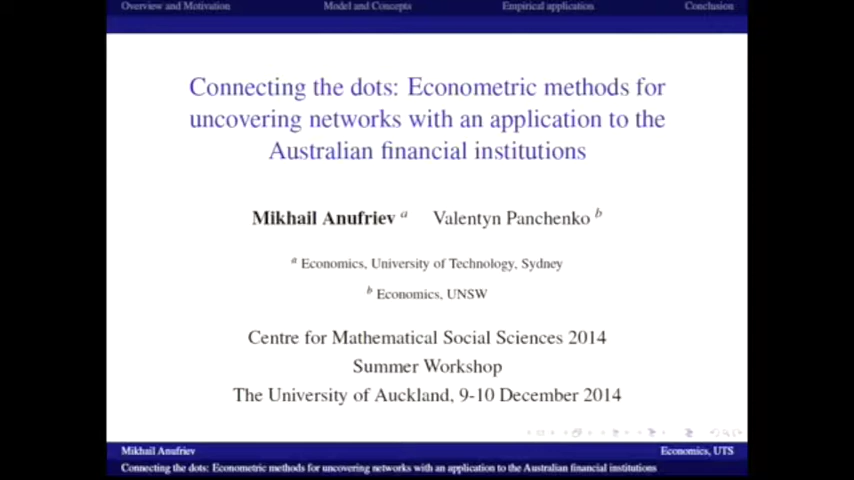 Overview and Motivation Model and Concepts Empirical application Conclusion
Connecting the dots: Econometric methods for
uncovering networks with an application to the
Australian financial institutions
Mikhail Anufriev a Valentyn Panchenko b
a Economics, University of Technology, Sydney
b Economics, UNSW
Centre for Mathematical Social Sciences 2014
Summer Workshop
The University of Auckland, 9-10 December 2014
Mikhail Anufriev Economics, UTS
Connecting the dots: Econometric methods for uncovering networks with an application to the Australian financial institutions